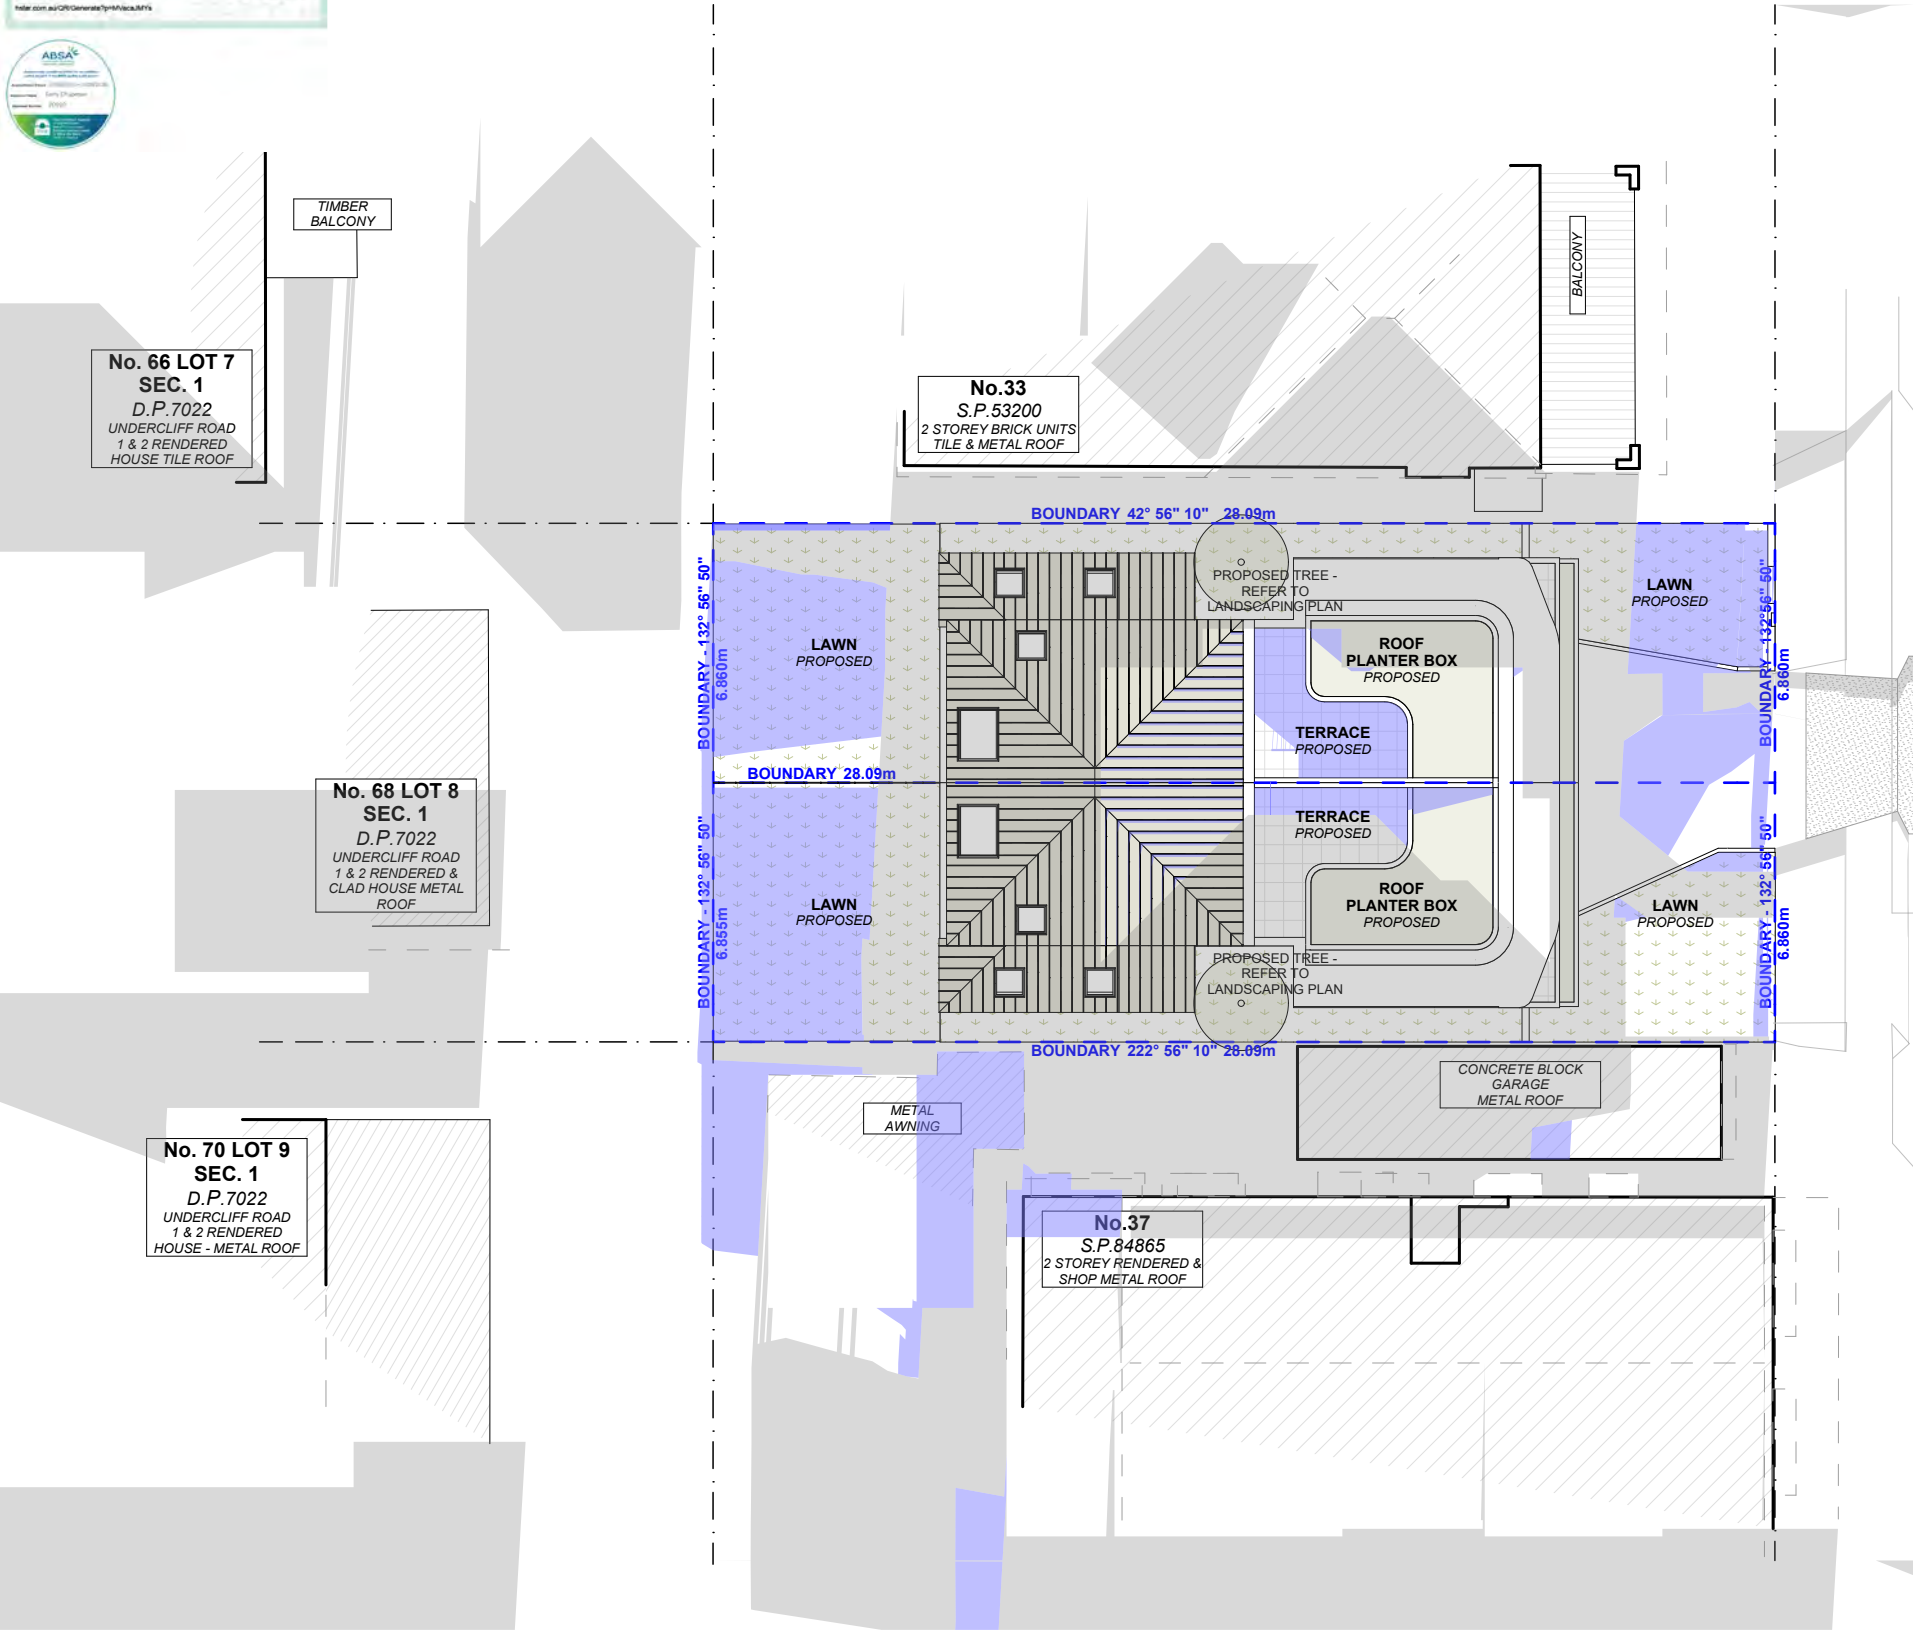 ABSA
TIMBER
BALCONY
BALCONY
No. 66 LOT 7
SEC. 1
D.P.7022
UNDERCLIFF ROAD
1 & 2 RENDERED
HOUSE TILE ROOF
No.33
S.P.53200
2 STOREY BRICK UNITS
TILE & METAL ROOF
BOUNDARY 42° 56" 10" 28.09m
BOUNDARY - 132° 56" 50"
6.860m
LAWN
PROPOSED
PROPOSED TREE -
REFER TO
LANDSCAPING PLAN
ROOF
PLANTER BOX
PROPOSED
TERRACE
PROPOSED
LAWN
PROPOSED
BOUNDARY - 132° 56" 50"
6.860m
BOUNDARY 28.09m
No. 68 LOT 8
SEC. 1
D.P.7022
UNDERCLIFF ROAD
1 & 2 RENDERED &
CLAD HOUSE METAL
ROOF
BOUNDARY - 132° 56" 50"
6.855m
LAWN
PROPOSED
TERRACE
PROPOSED
ROOF
PLANTER BOX
PROPOSED
PROPOSED TREE -
REFER TO
LANDSCAPING PLAN
LAWN
PROPOSED
BOUNDARY - 132° 56" 50"
6.860m
BOUNDARY 222° 56" 10" 28.09m
METAL
AWNING
CONCRETE BLOCK
GARAGE
METAL ROOF
No. 70 LOT 9
SEC. 1
D.P.7022
UNDERCLIFF ROAD
1 & 2 RENDERED
HOUSE - METAL ROOF
No.37
S.P.84865
2 STOREY RENDERED &
SHOP METAL ROOF